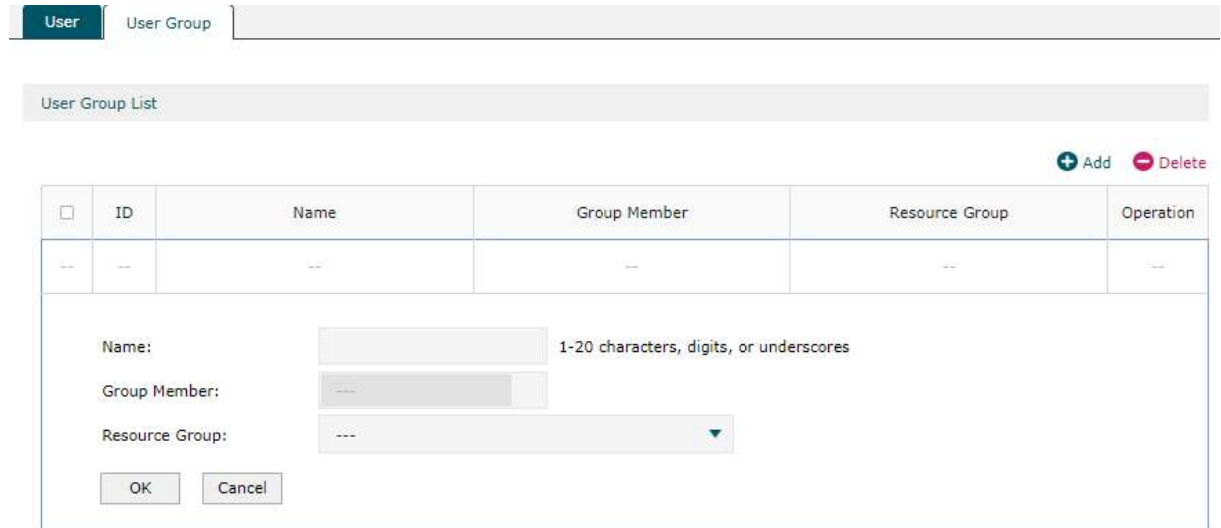 User User Group
User Group List
Add Delete
ID Name Group Member Resource Group Operation
-- -- -- -- -- --
Name: 1-20 characters, digits, or underscores
Group Member: ---
Resource Group: ---
OK Cancel